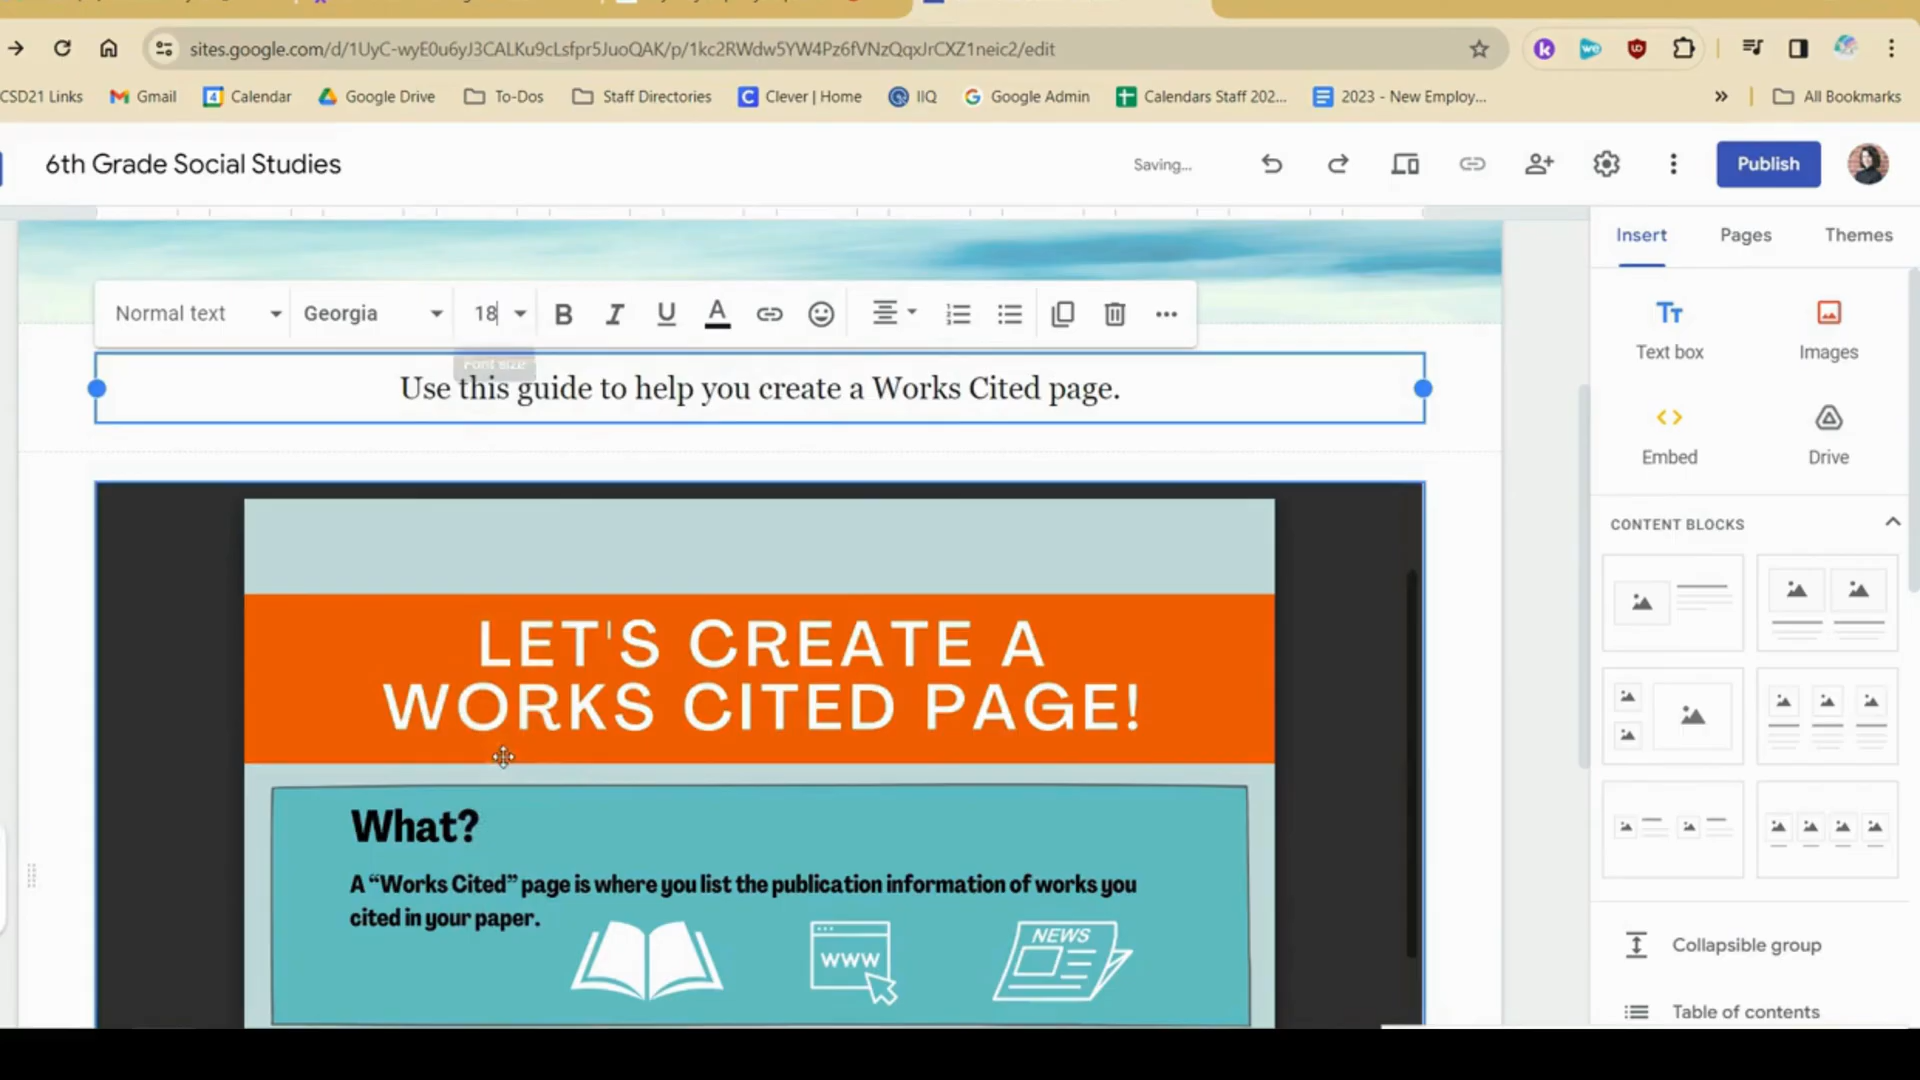 sites.google.com/d/1UyC-wyE0u6yJ3CALKu9cLsfpr5JuoQAK/p/1kc2RWdw5YW4Pz6fVNzQqxJrCXZ1neic2/edit
CSD21 Links Gmail Calendar Google Drive To-Dos Staff Directories Clever | Home IIQ Google Admin Calendars Staff 202... 2023 - New Employ... » All Bookmarks
6th Grade Social Studies Saving... Publish
Insert Pages Themes
Normal text Georgia 18 B I U A
Font size
Use this guide to help you create a Works Cited page.
Tt
Text box Images
Embed Drive
CONTENT BLOCKS
LET'S CREATE A
WORKS CITED PAGE!
What?
A “Works Cited” page is where you list the publication information of works you
cited in your paper.
WWW
NEWS
Collapsible group
Table of contents